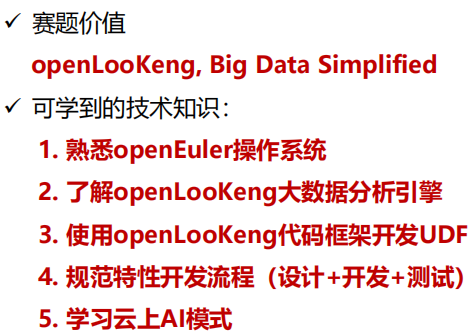 ✓ 赛题价值
openLooKeng, Big Data Simplified
✓ 可学到的技术知识：
1. 熟悉openEuler操作系统
2. 了解openLooKeng大数据分析引擎
3. 使用openLooKeng代码框架开发UDF
4. 规范特性开发流程（设计+开发+测试）
5. 学习云上AI模式